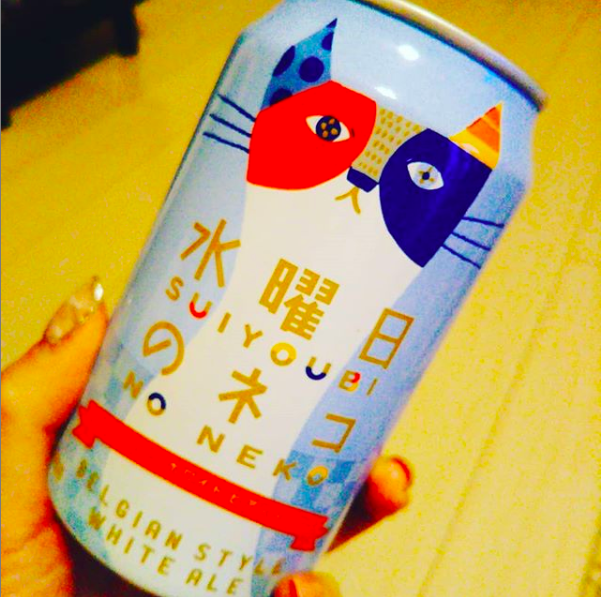 水曜日
SUIYOUBI
のネコ
NO NEKO
BELGIAN STYLE
WHITE ALE